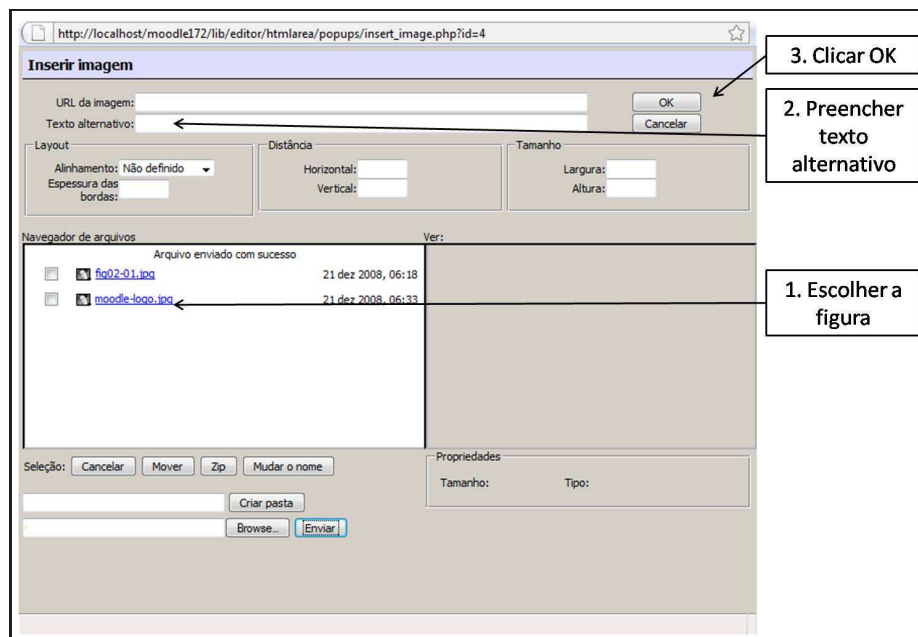 http://localhost/moodle172/lib/editor/htmlarea/popups/insert_image.php?id=4
Inserir imagem
URL da imagem:
OK
Texto alternativo:
Cancelar
Layout
Alinhamento: Não definido
Espessura das
bordas:
Distância
Horizontal:
Vertical:
Tamanho
Largura:
Altura:
Navegador de arquivos
Ver:
Arquivo enviado com sucesso
fig02-01.jpg 21 dez 2008, 06:18
moodle-logo.jpg 21 dez 2008, 06:33
Seleção: Cancelar Mover Zip Mudar o nome
Criar pasta
Browse... Enviar
Propriedades
Tamanho: Tipo:
3. Clicar OK
2. Preencher
texto
alternativo
1. Escolher a
figura